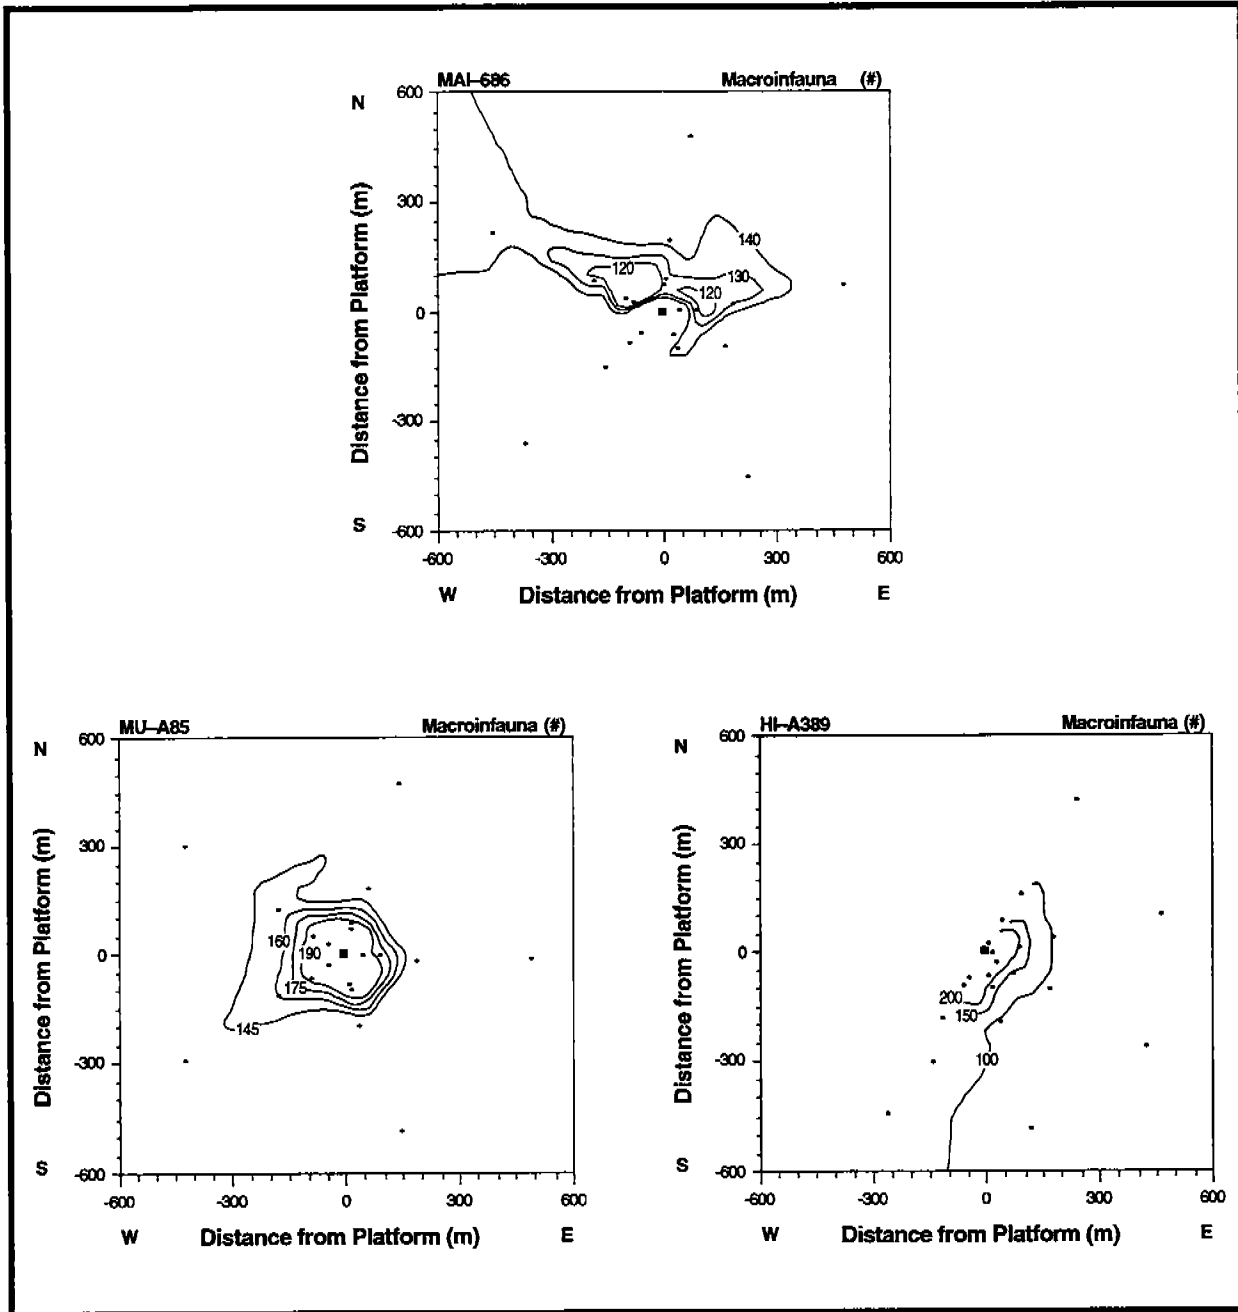 MAI-686 Macroinfauna (#)
N
600
300
0
-300
-600
S
Distance from Platform (m)
140
130
120
120
-600 -300 0 300 600
W Distance from Platform (m) E
MU-A85 Macroinfauna (#)
N
600
300
0
-300
-600
S
Distance from Platform (m)
160
190
175
145
-600 -300 0 300 600
W Distance from Platform (m) E
HI-A389 Macroinfauna (#)
N
600
300
0
-300
-600
S
Distance from Platform (m)
200
150
100
-600 -300 0 300 600
W Distance from Platform (m) E